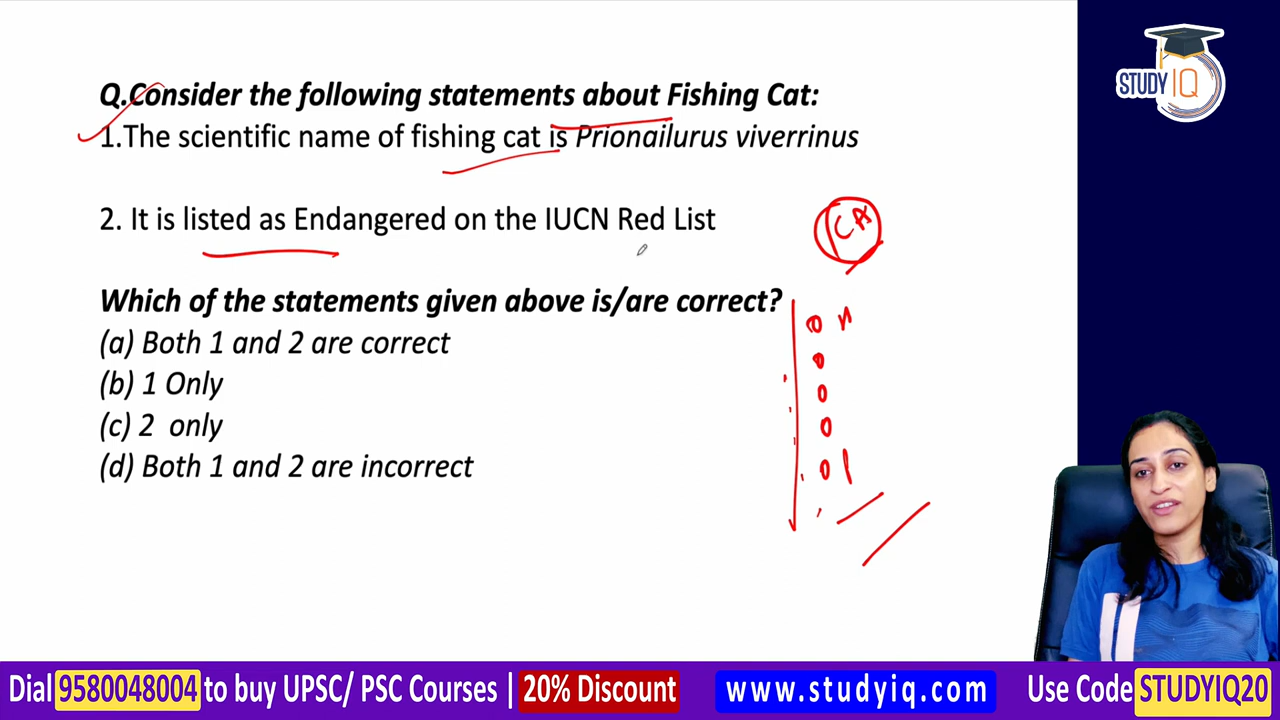 STUDY IQ
Q.Consider the following statements about Fishing Cat:
1.The scientific name of fishing cat is Prionailurus viverrinus
2. It is listed as Endangered on the IUCN Red List
CA
Which of the statements given above is/are correct?
(a) Both 1 and 2 are correct
(b) 1 Only
(c) 2 only
(d) Both 1 and 2 are incorrect
Dial 9580048004 to buy UPSC/ PSC Courses | 20% Discount www.studyiq.com Use Code STUDYIQ20